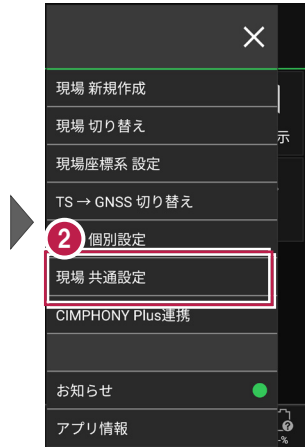 現場 新規作成
現場 切り替え
示
現場座標系 設定
TS → GNSS 切り替え
2 個別設定
現場 共通設定
CIMPHONY Plus連携
お知らせ
アプリ情報
-%